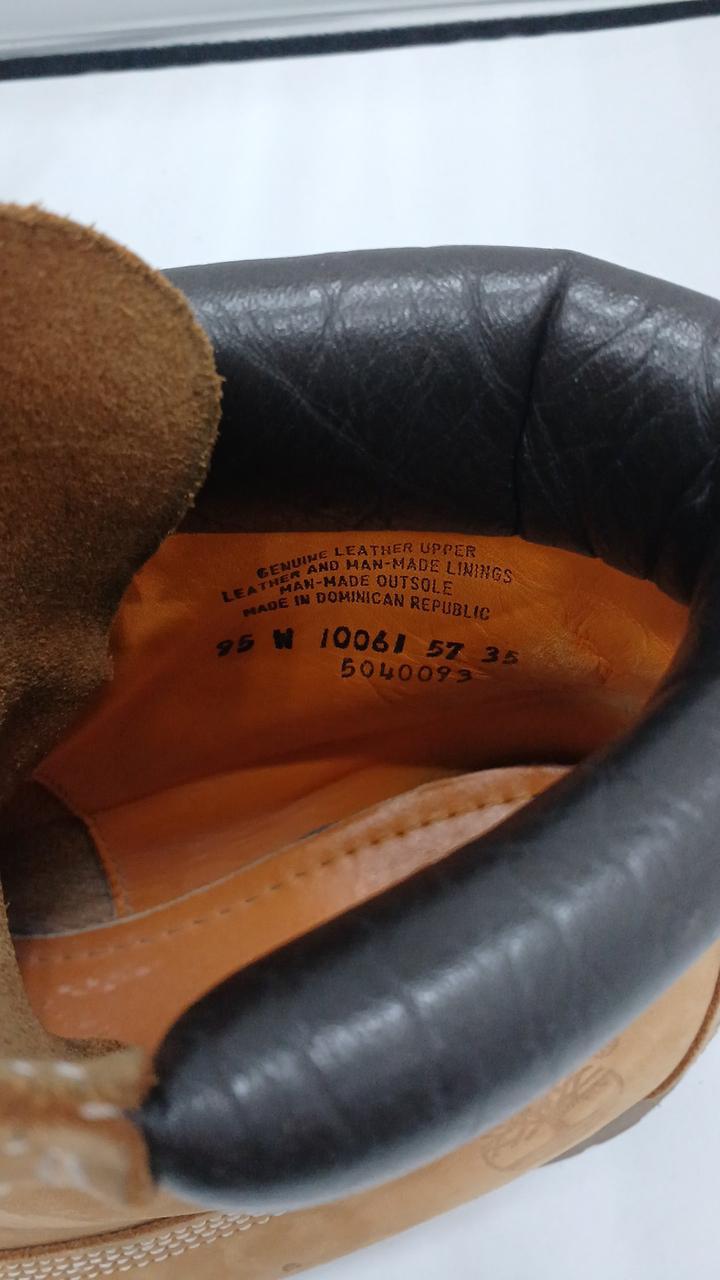 GENUINE LEATHER UPPER
LEATHER AND MAN-MADE LININGS
MAN-MADE OUTSOLE
MADE IN DOMINICAN REPUBLIC
95 W 10061 57 35
5040093